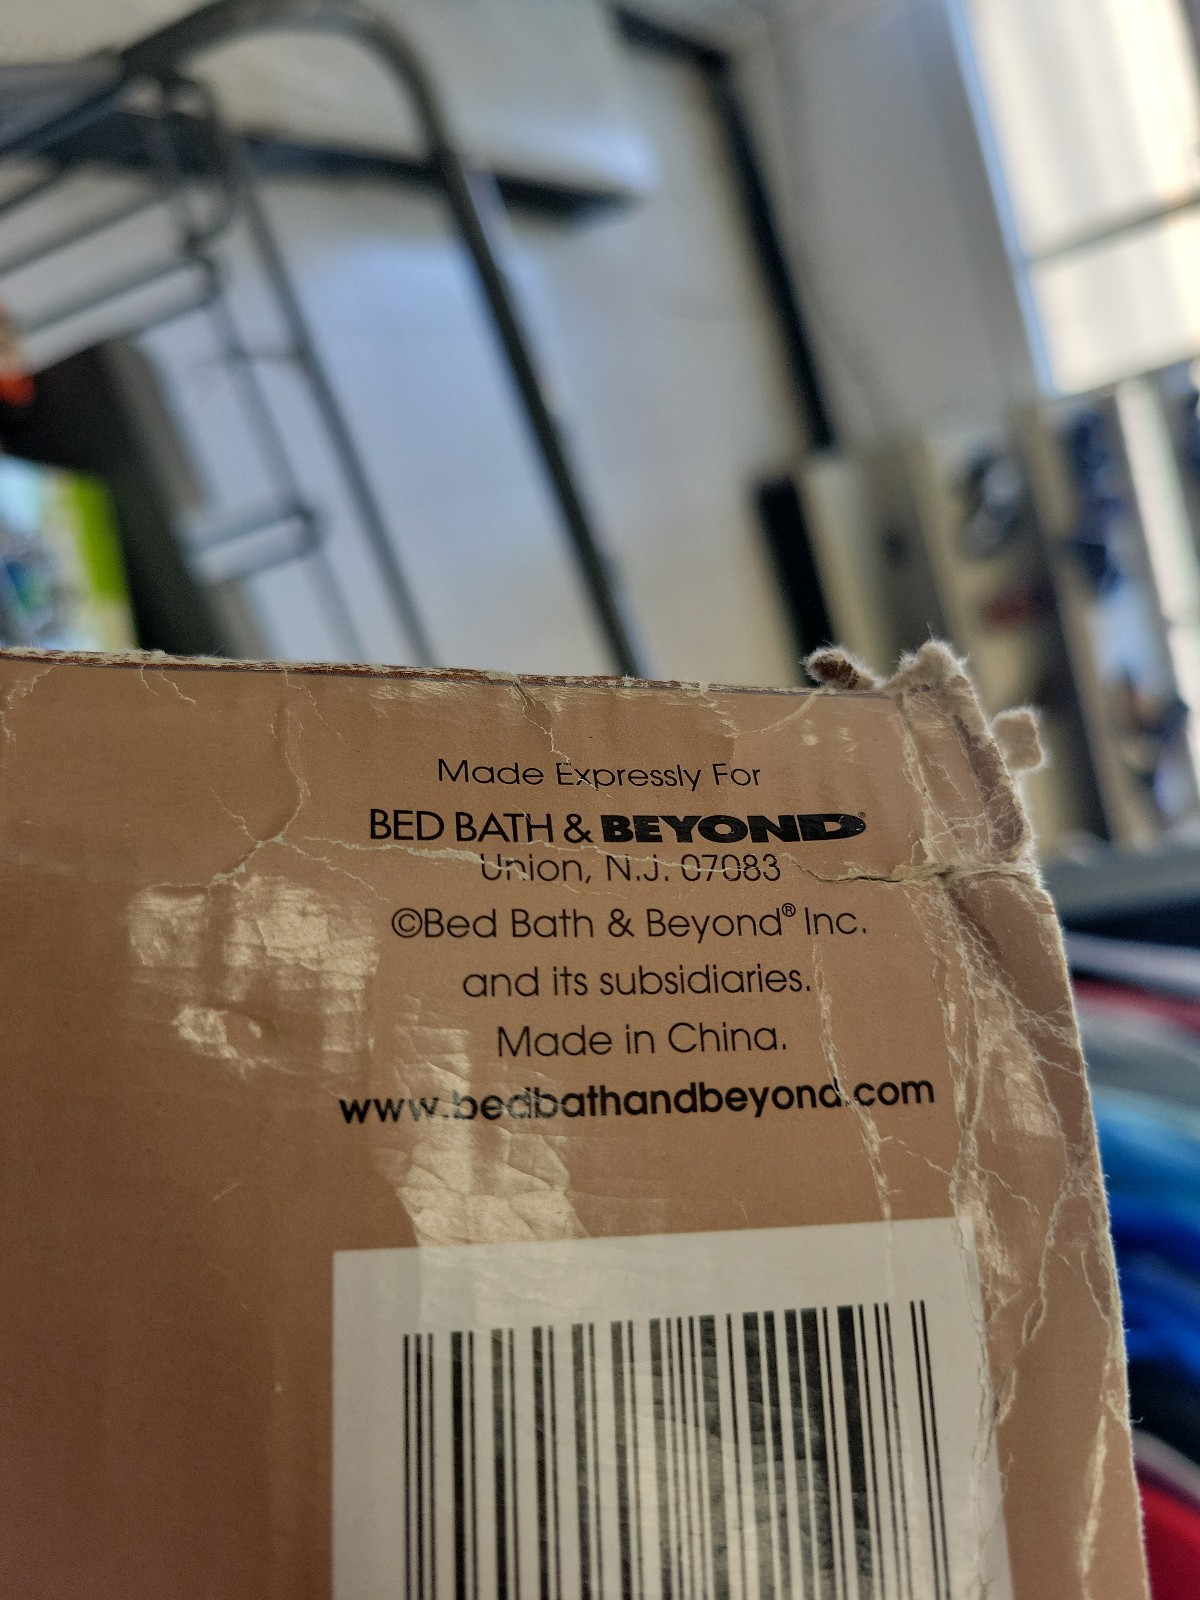 Made Expressly For
BED BATH & BEYOND®
Union, N.J. 07083
©Bed Bath & Beyond® Inc.
and its subsidiaries.
Made in China.
www.bedbathandbeyond.com